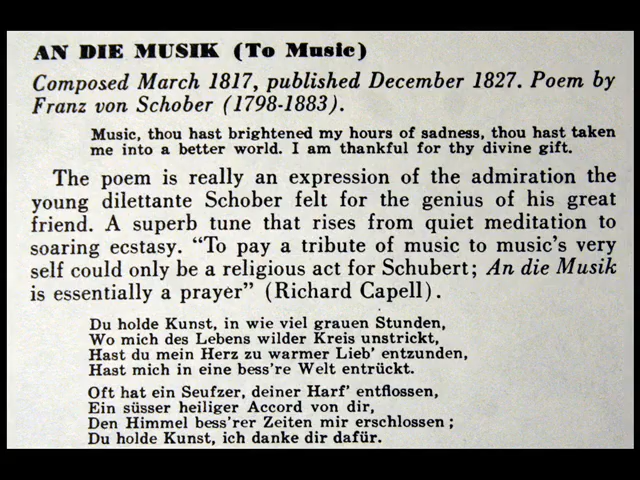 AN DIE MUSIK (To Music)
Composed March 1817, published December 1827. Poem by
Franz von Schober (1798-1883).
Music, thou hast brightened my hours of sadness, thou hast taken
me into a better world. I am thankful for thy divine gift.
The poem is really an expression of the admiration the
young dilettante Schober felt for the genius of his great
friend. A superb tune that rises from quiet meditation to
soaring ecstasy. “To pay a tribute of music to music’s very
self could only be a religious act for Schubert; An die Musik
is essentially a prayer” (Richard Capell).
Du holde Kunst, in wie viel grauen Stunden,
Wo mich des Lebens wilder Kreis unstrickt,
Hast du mein Herz zu warmer Lieb’ entzunden,
Hast mich in eine bess’re Welt entrückt.
Oft hat ein Seufzer, deiner Harf’ entflossen,
Ein süsser heiliger Accord von dir,
Den Himmel bess’rer Zeiten mir erschlossen;
Du holde Kunst, ich danke dir dafür.